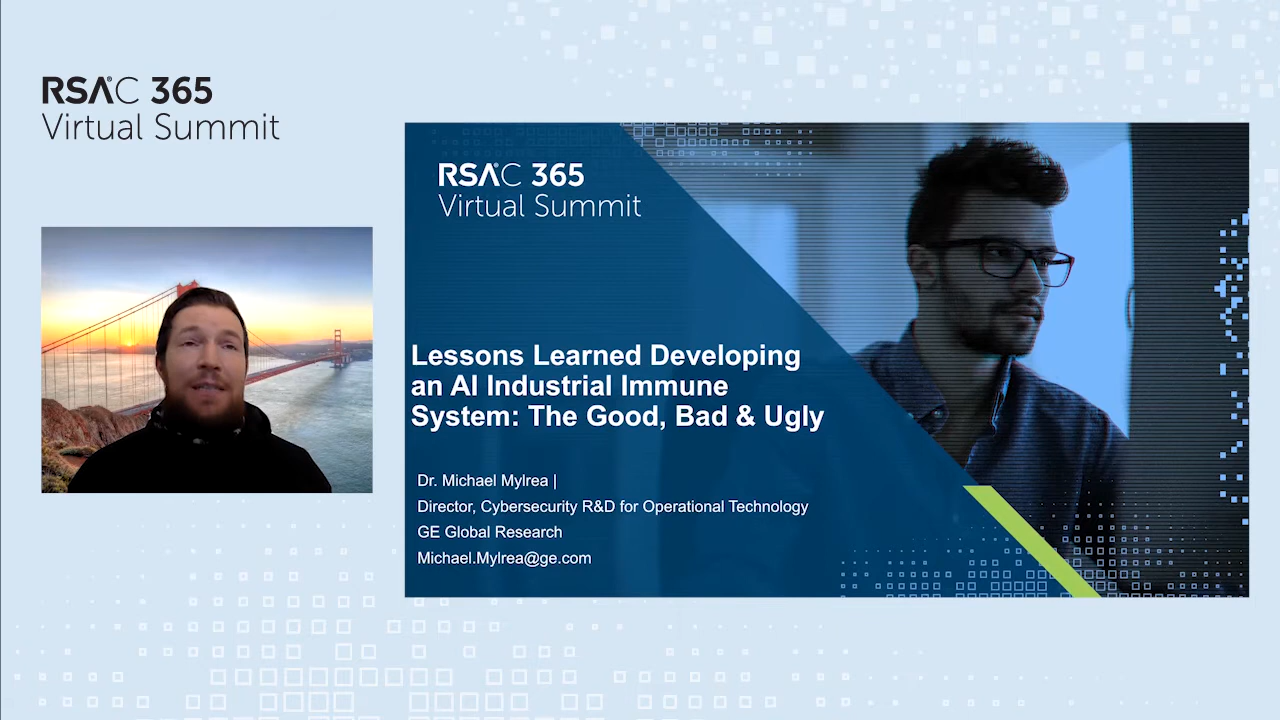 RSAC 365
Virtual Summit
RSAC 365
Virtual Summit
Lessons Learned Developing
an AI Industrial Immune
System: The Good, Bad & Ugly
Dr. Michael Mylrea |
Director, Cybersecurity R&D for Operational Technology
GE Global Research
Michael.Mylrea@ge.com